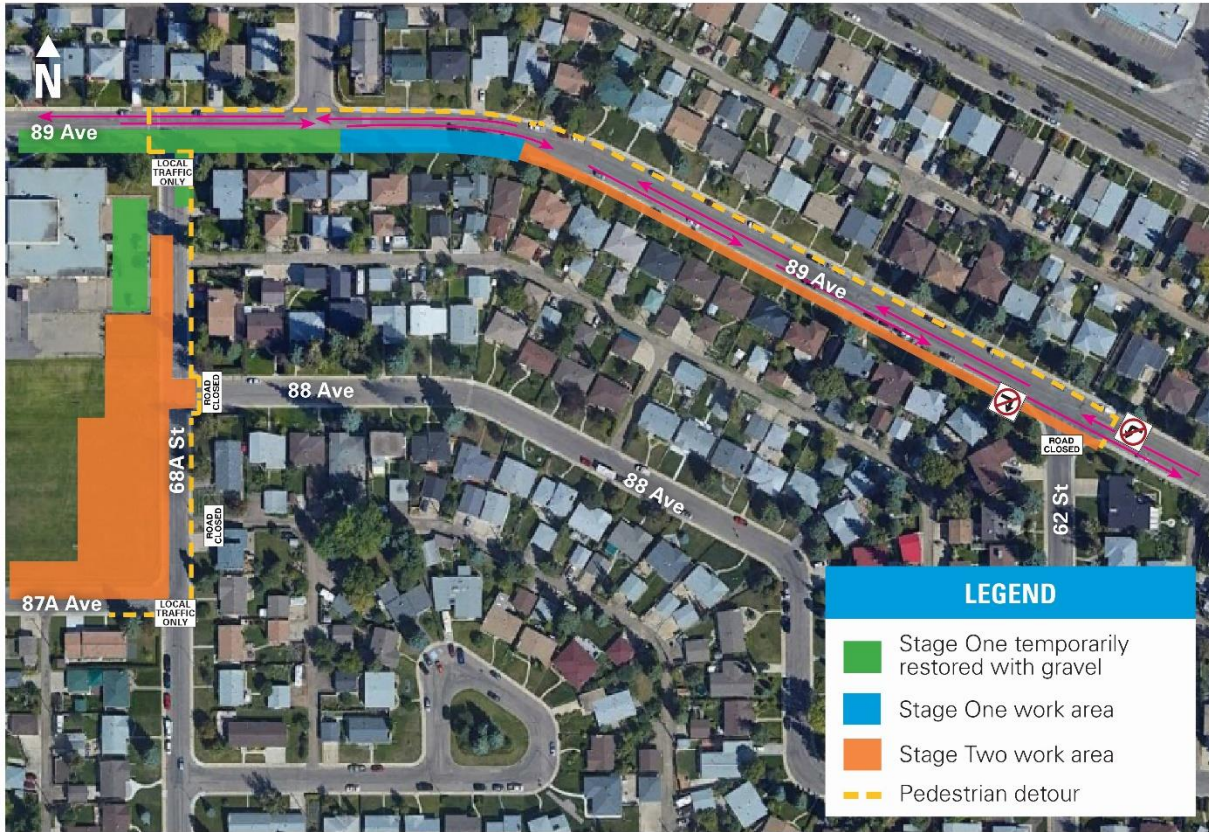 N
89 Ave
LOCAL
TRAFFIC
ONLY
89 Ave
88 Ave
ROAD
CLOSED
68A St
88 Ave
ROAD
CLOSED
ROAD
CLOSED
62 St
87A Ave
LOCAL
TRAFFIC
ONLY
LEGEND
Stage One temporarily
restored with gravel
Stage One work area
Stage Two work area
Pedestrian detour